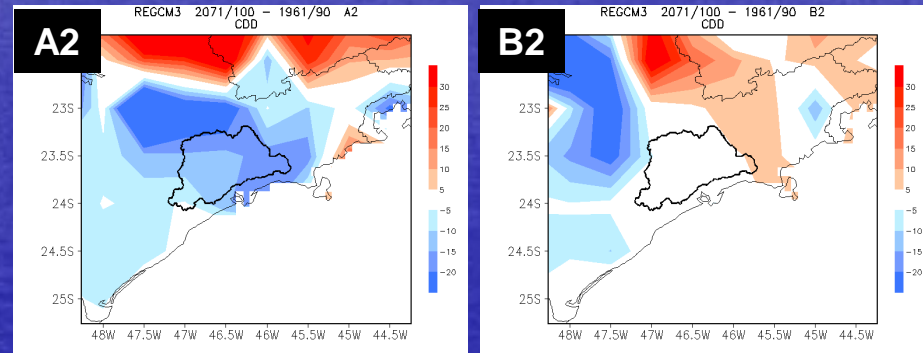 REGCM3 2071/100 - 1961/90 A2
CDD
A2
23S
23.5S
24S
24.5S
25S
48W 47.5W 47W 46.5W 46W 45.5W 45W 44.5W
30
20
15
10
5
-5
-10
-15
-20
REGCM3 2071/100 - 1961/90 B2
CDD
B2
23S
23.5S
24S
24.5S
25S
48W 47.5W 47W 46.5W 46W 45.5W 45W 44.5W
30
20
15
10
5
-5
-10
-15
-20